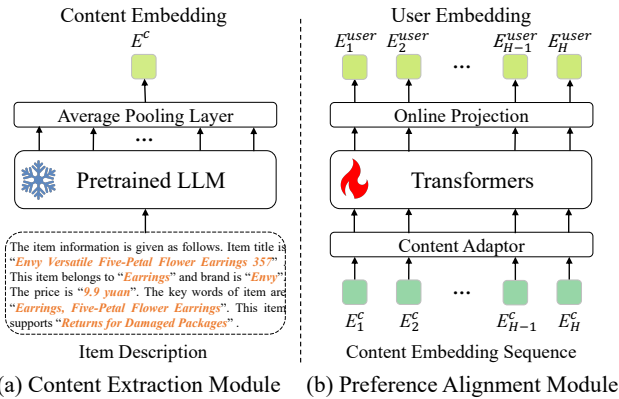 Content Embedding
E^c
Average Pooling Layer
...
Pretrained LLM
The item information is given as follows. Item title is
“Envy Versatile Five-Petal Flower Earrings 357”
This item belongs to “Earrings” and brand is “Envy”
The price is “9.9 yuan”. The key words of item are
“Earrings, Five-Petal Flower Earrings”. This item
supports “Returns for Damaged Packages” .
Item Description
(a) Content Extraction Module
User Embedding
E_1^{user} E_2^{user} E_{H-1}^{user} E_H^{user}
...
Online Projection
Transformers
Content Adaptor
...
E_1^c E_2^c E_{H-1}^c E_H^c
Content Embedding Sequence
(b) Preference Alignment Module